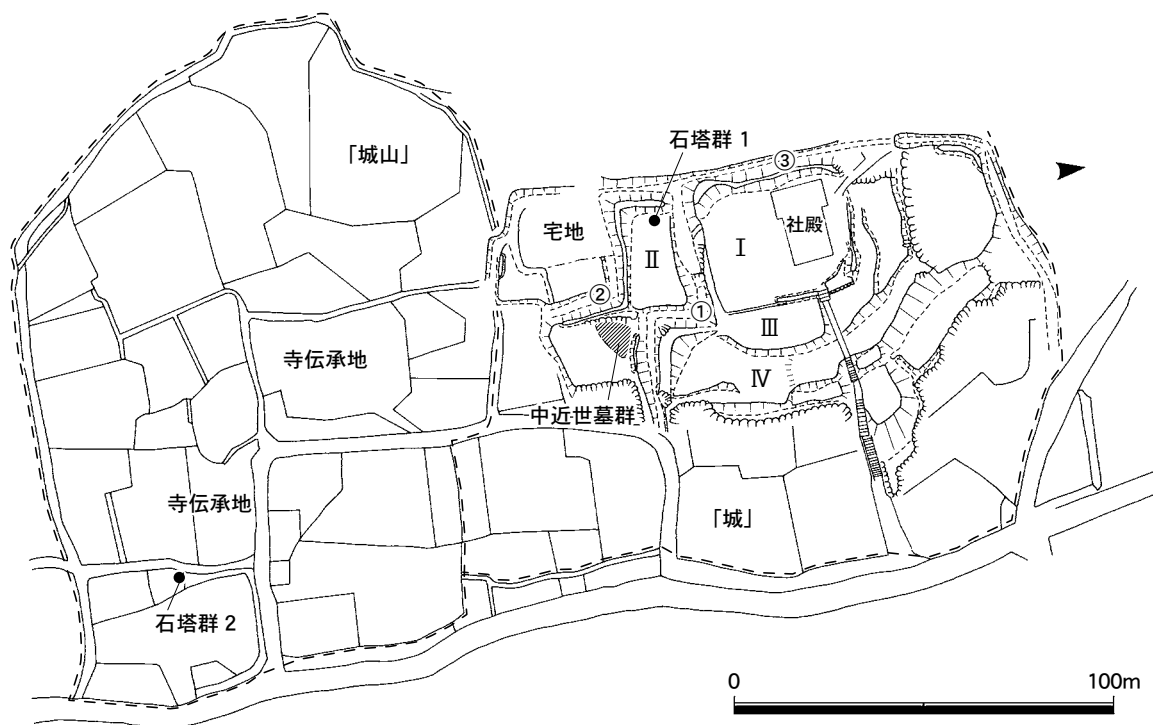 石塔群 1
「城山」
③
宅地
社殿
Ⅱ
Ⅰ
②
①
Ⅲ
寺伝承地
Ⅳ
中近世墓群
寺伝承地
「城」
石塔群 2
0
100m